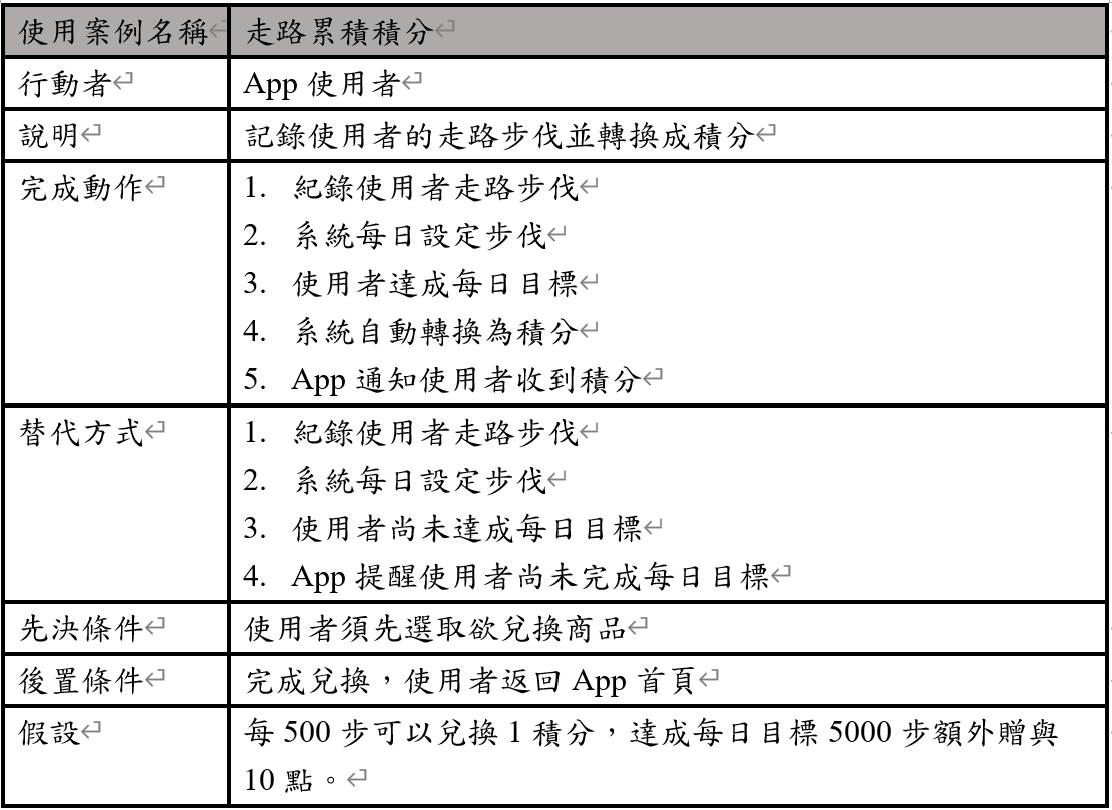 使用案例名稱 走路累積積分
行動者 App 使用者
說明 記錄使用者的走路步伐並轉換成積分
完成動作 1. 紀錄使用者走路步伐
2. 系統每日設定步伐
3. 使用者達成每日目標
4. 系統自動轉換為積分
5. App 通知使用者收到積分
替代方式 1. 紀錄使用者走路步伐
2. 系統每日設定步伐
3. 使用者尚未達成每日目標
4. App 提醒使用者尚未完成每日目標
先決條件 使用者須先選取欲兌換商品
後置條件 完成兌換，使用者返回 App 首頁
假設 每 500 步可以兌換 1 積分，達成每日目標 5000 步額外贈與
10 點。